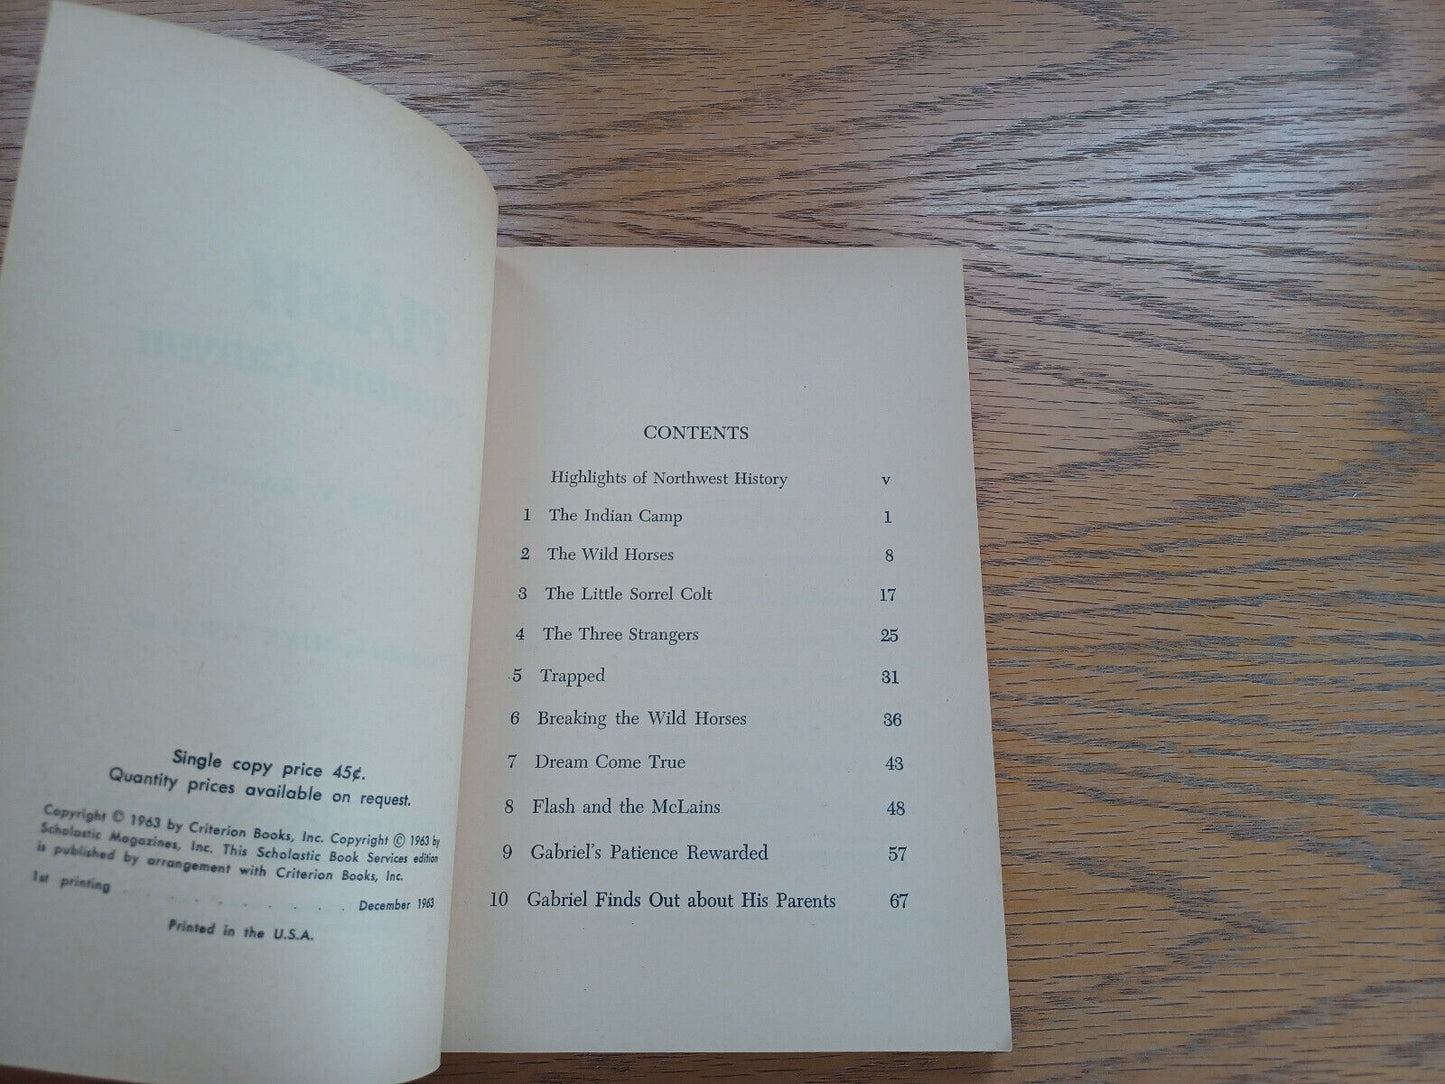 Single copy price 45¢.
Quantity prices available on request.
Copyright © 1963 by Criterion Books, Inc. Copyright © 1963 by
Scholastic Magazines, Inc. This Scholastic Book Services edition
is published by arrangement with Criterion Books, Inc.
1st printing . . . . . . . . December 1963
Printed in the U.S.A.
CONTENTS
Highlights of Northwest History v
1 The Indian Camp 1
2 The Wild Horses 8
3 The Little Sorrel Colt 17
4 The Three Strangers 25
5 Trapped 31
6 Breaking the Wild Horses 36
7 Dream Come True 43
8 Flash and the McLains 48
9 Gabriel's Patience Rewarded 57
10 Gabriel Finds Out about His Parents 67